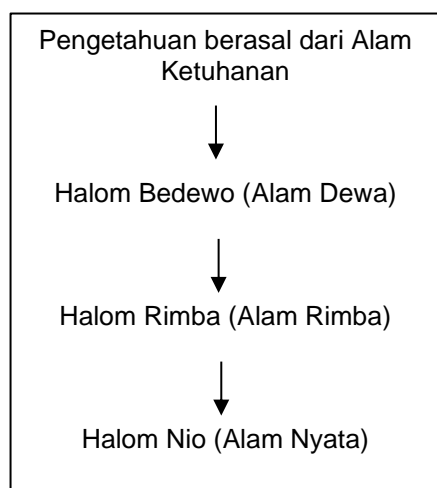 Pengetahuan berasal dari Alam
Ketuhanan
Halom Bedewo (Alam Dewa)
Halom Rimba (Alam Rimba)
Halom Nio (Alam Nyata)